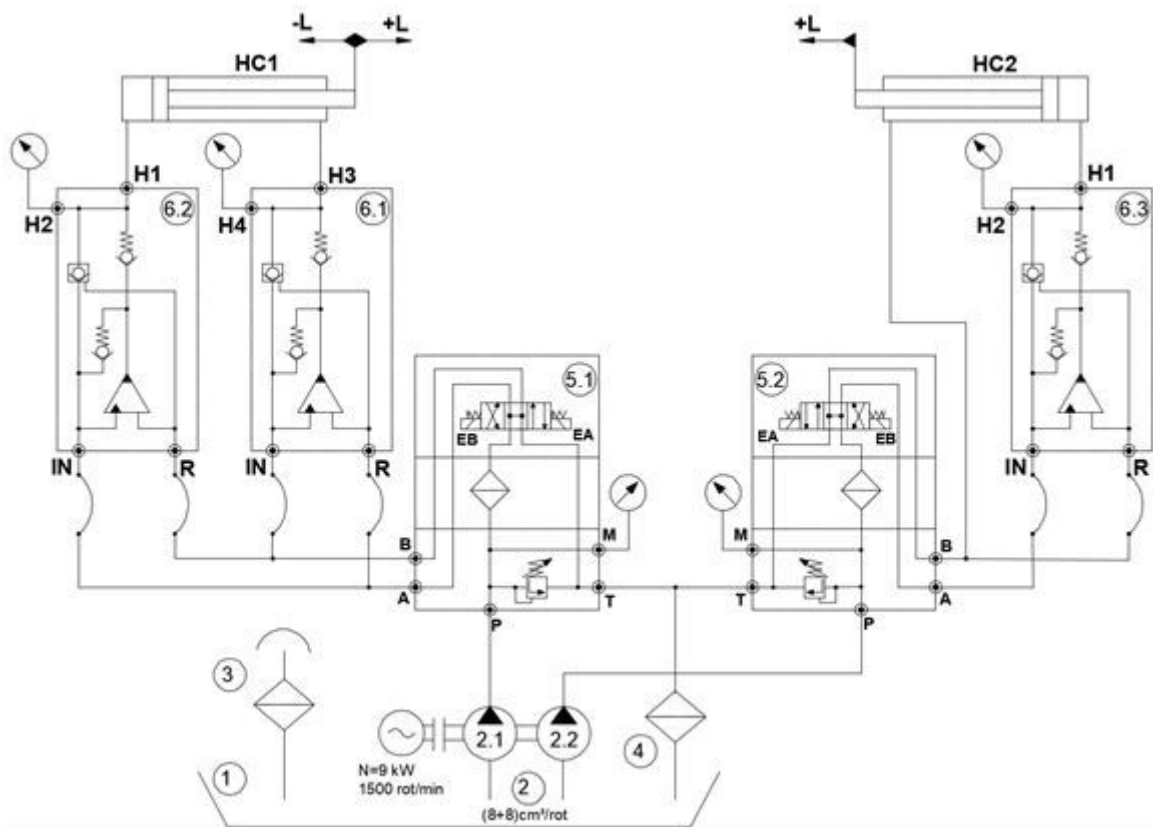 -L +L
+L
HC1
HC2
H1
H3
H1
6.2
6.1
6.3
H2
H4
H2
5.1
5.2
EB
EA
EA
EB
IN
R
IN
R
IN
R
M
M
B
B
A
T
T
A
P
P
3
2.1
2.2
4
1
N=9 kW
1500 rot/min
2
(8+8)cm³/rot